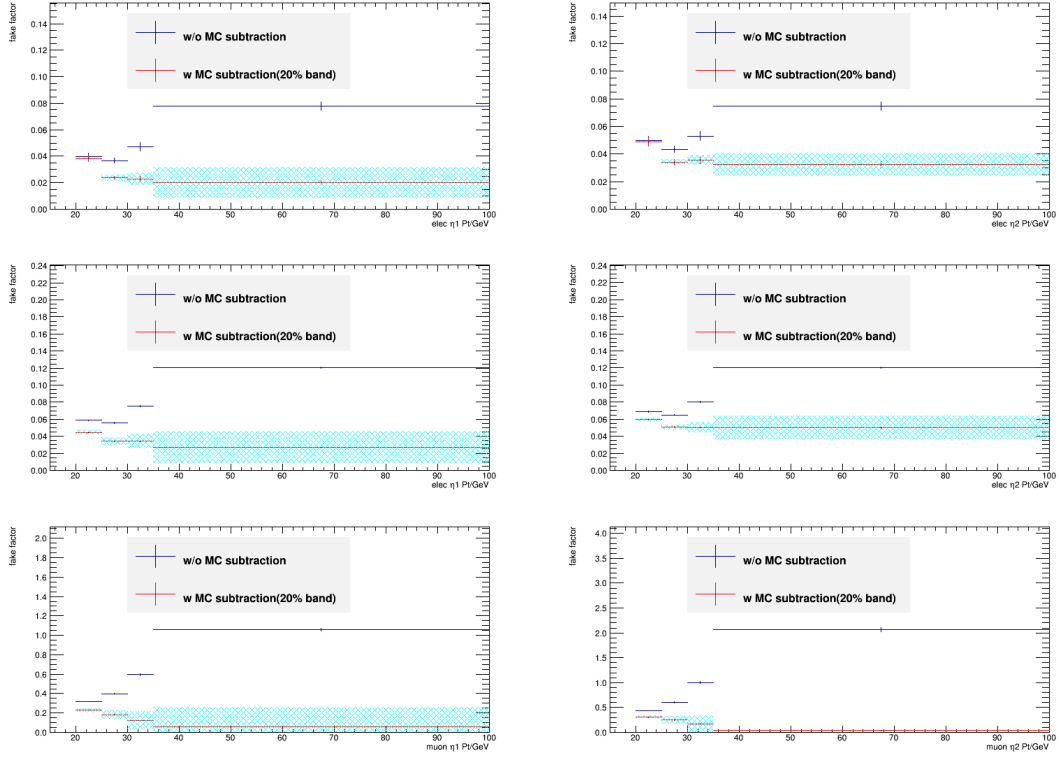 fake factor
0.14
0.12
0.10
0.08
0.06
0.04
0.02
0.00
w/o MC subtraction
w MC subtraction(20% band)
20 30 40 50 60 70 80 90 100
elec η1 Pt/GeV
fake factor
0.14
0.12
0.10
0.08
0.06
0.04
0.02
0.00
w/o MC subtraction
w MC subtraction(20% band)
20 30 40 50 60 70 80 90 100
elec η2 Pt/GeV
fake factor
0.24
0.22
0.20
0.18
0.16
0.14
0.12
0.10
0.08
0.06
0.04
0.02
0.00
w/o MC subtraction
w MC subtraction(20% band)
20 30 40 50 60 70 80 90 100
elec η1 Pt/GeV
fake factor
0.24
0.22
0.20
0.18
0.16
0.14
0.12
0.10
0.08
0.06
0.04
0.02
0.00
w/o MC subtraction
w MC subtraction(20% band)
20 30 40 50 60 70 80 90 100
elec η2 Pt/GeV
fake factor
2.0
1.8
1.6
1.4
1.2
1.0
0.8
0.6
0.4
0.2
0.0
w/o MC subtraction
w MC subtraction(20% band)
20 30 40 50 60 70 80 90 100
muon η1 Pt/GeV
fake factor
4.0
3.5
3.0
2.5
2.0
1.5
1.0
0.5
0.0
w/o MC subtraction
w MC subtraction(20% band)
20 30 40 50 60 70 80 90 100
muon η2 Pt/GeV